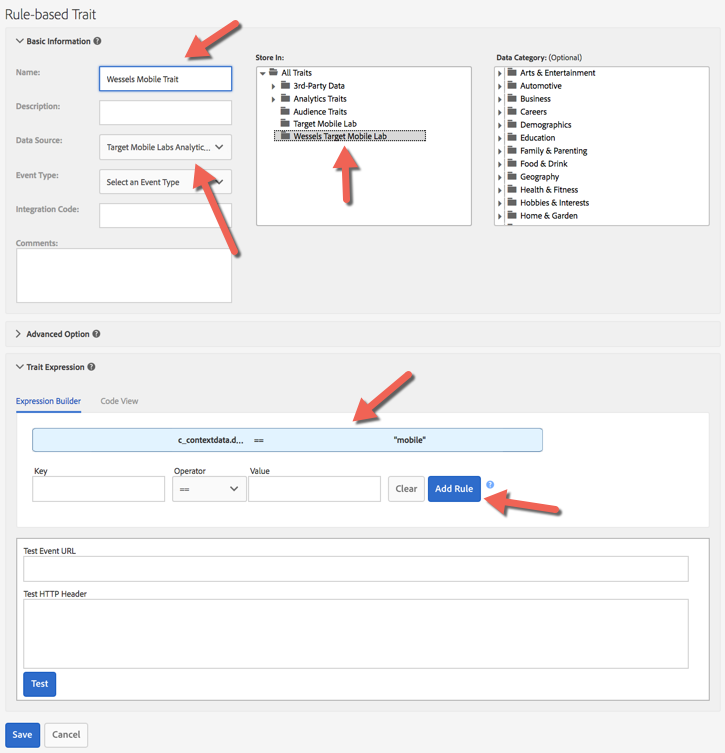 Rule-based Trait
Basic Information ?
Name:
Wessels Mobile Trait
Description:
Data Source:
Target Mobile Labs Analytic...
Event Type:
Select an Event Type
Integration Code:
Comments:
Store In:
All Traits
3rd-Party Data
Analytics Traits
Audience Traits
Target Mobile Lab
Wessels Target Mobile Lab
Data Category: (Optional)
Arts & Entertainment
Automotive
Business
Careers
Demographics
Education
Family & Parenting
Food & Drink
Geography
Health & Fitness
Hobbies & Interests
Home & Garden
Advanced Option ?
Trait Expression ?
Expression Builder Code View
c_contextdata.d... == "mobile"
Key Operator Value
== Clear Add Rule ?
Test Event URL
Test HTTP Header
Test
Save Cancel